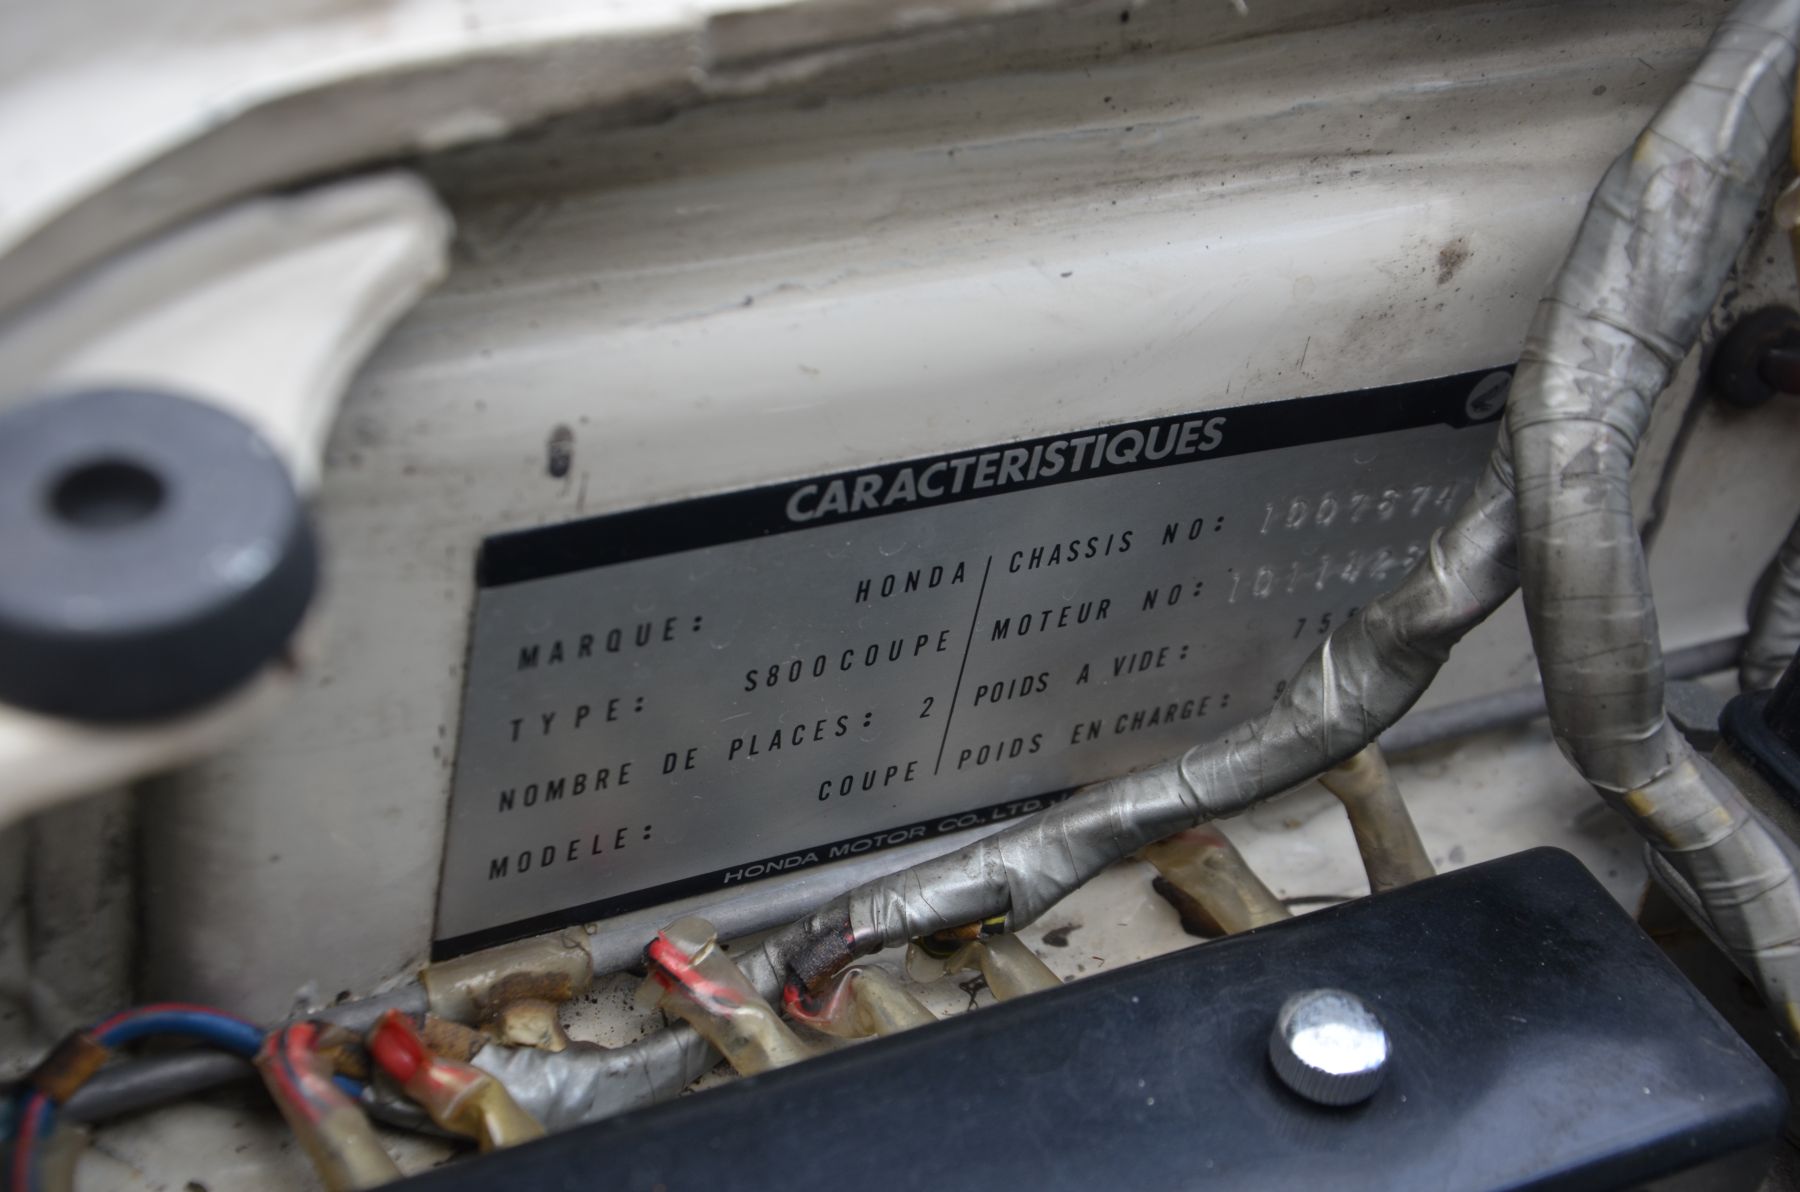 CARACTERISTIQUES
MARQUE: HONDA
TYPE: S800COUPE
NOMBRE DE PLACES: 2
MODELE: COUPE
CHASSIS NO: 1007874
MOTEUR NO:
POIDS A VIDE:
POIDS EN CHARGE:
HONDA MOTOR CO., LTD.